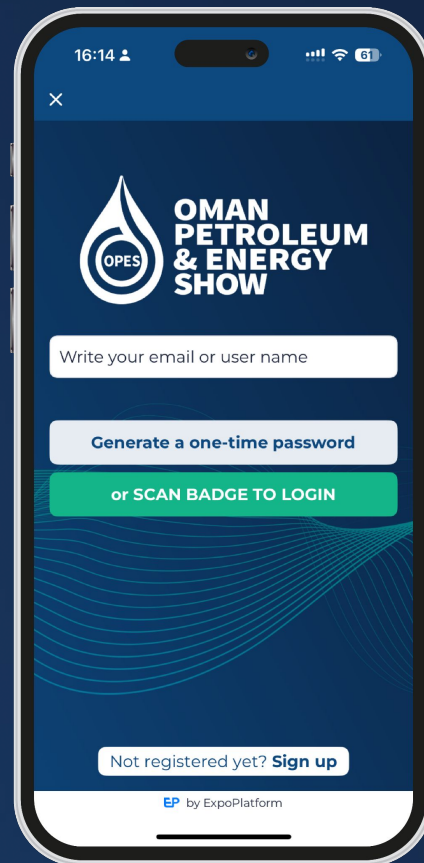 16:14
61
OPES
OMAN
PETROLEUM
& ENERGY
SHOW
Write your email or user name
Generate a one-time password
or SCAN BADGE TO LOGIN
Not registered yet? Sign up
EP by ExpoPlatform